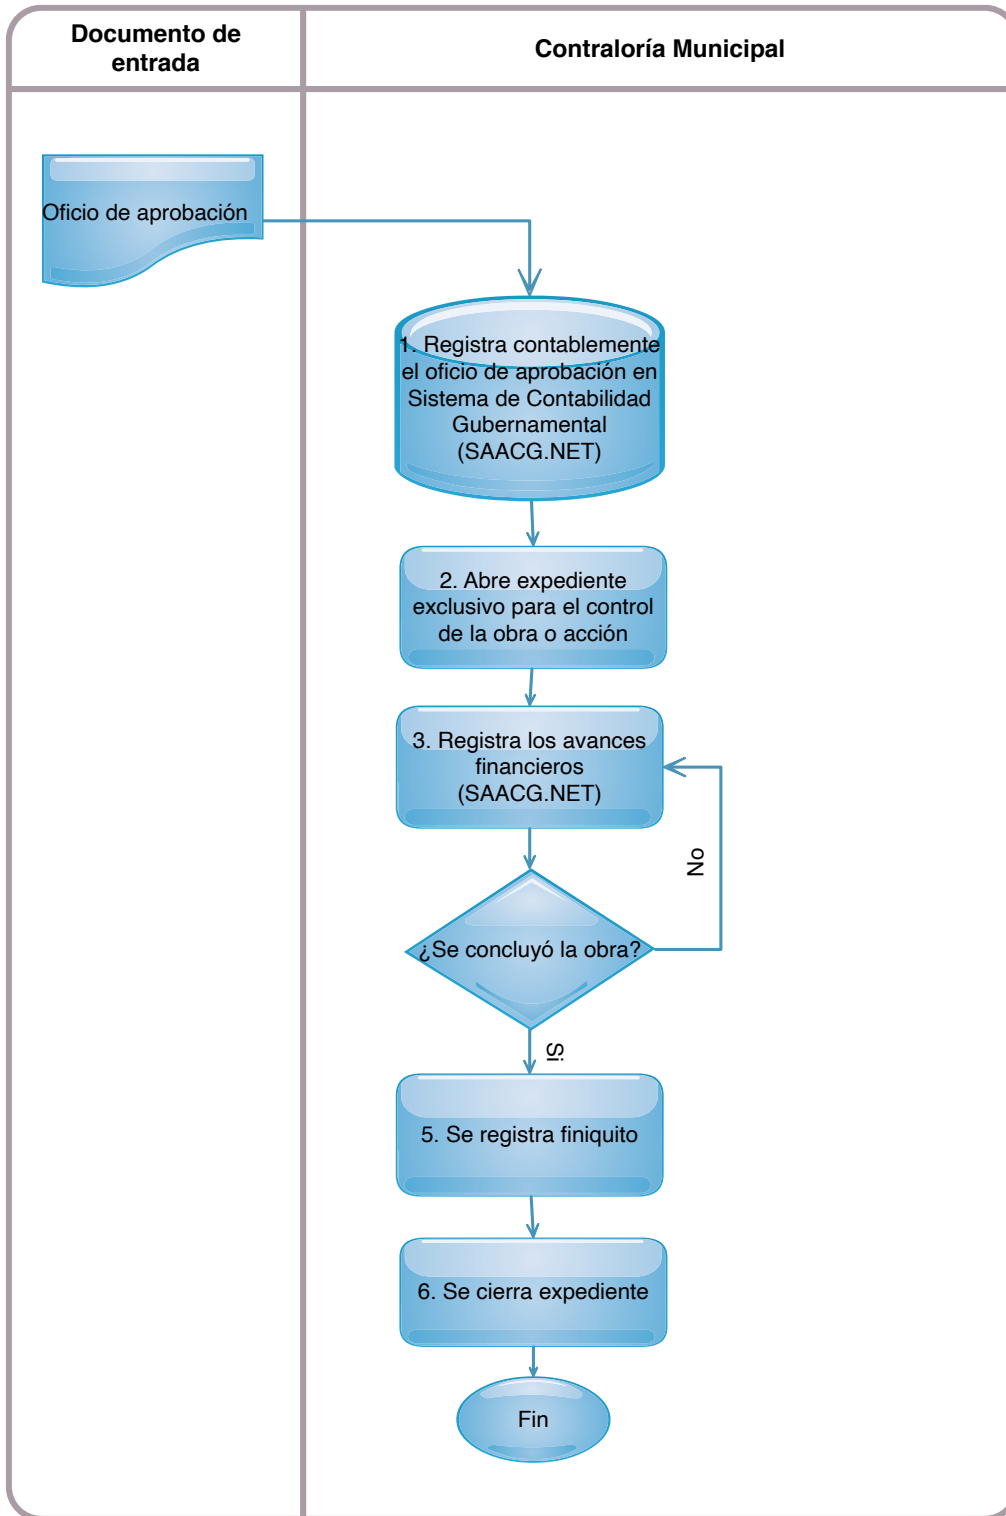 Documento de
entrada
Contraloría Municipal
Oficio de aprobación
1. Registra contablemente
el oficio de aprobación en
Sistema de Contabilidad
Gubernamental
(SAACG.NET)
2. Abre expediente
exclusivo para el control
de la obra o acción
3. Registra los avances
financieros
(SAACG.NET)
No
¿Se concluyó la obra?
Si
5. Se registra finiquito
6. Se cierra expediente
Fin